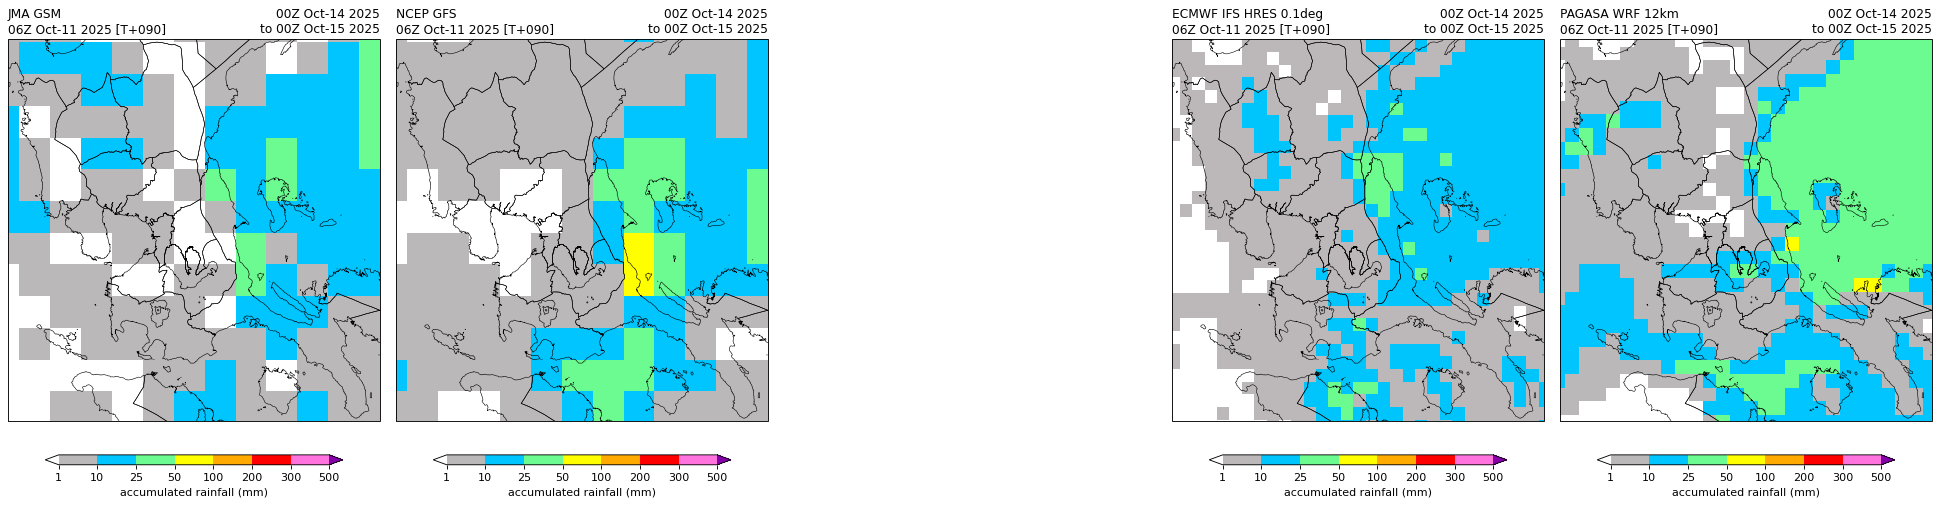 JMA GSM 00Z Oct-14 2025
06Z Oct-11 2025 [T+090] to 00Z Oct-15 2025
NCEP GFS 00Z Oct-14 2025
06Z Oct-11 2025 [T+090] to 00Z Oct-15 2025
ECMWF IFS HRES 0.1deg 00Z Oct-14 2025
06Z Oct-11 2025 [T+090] to 00Z Oct-15 2025
PAGASA WRF 12km 00Z Oct-14 2025
06Z Oct-11 2025 [T+090] to 00Z Oct-15 2025
1 10 25 50 100 200 300 500
accumulated rainfall (mm)
1 10 25 50 100 200 300 500
accumulated rainfall (mm)
1 10 25 50 100 200 300 500
accumulated rainfall (mm)
1 10 25 50 100 200 300 500
accumulated rainfall (mm)